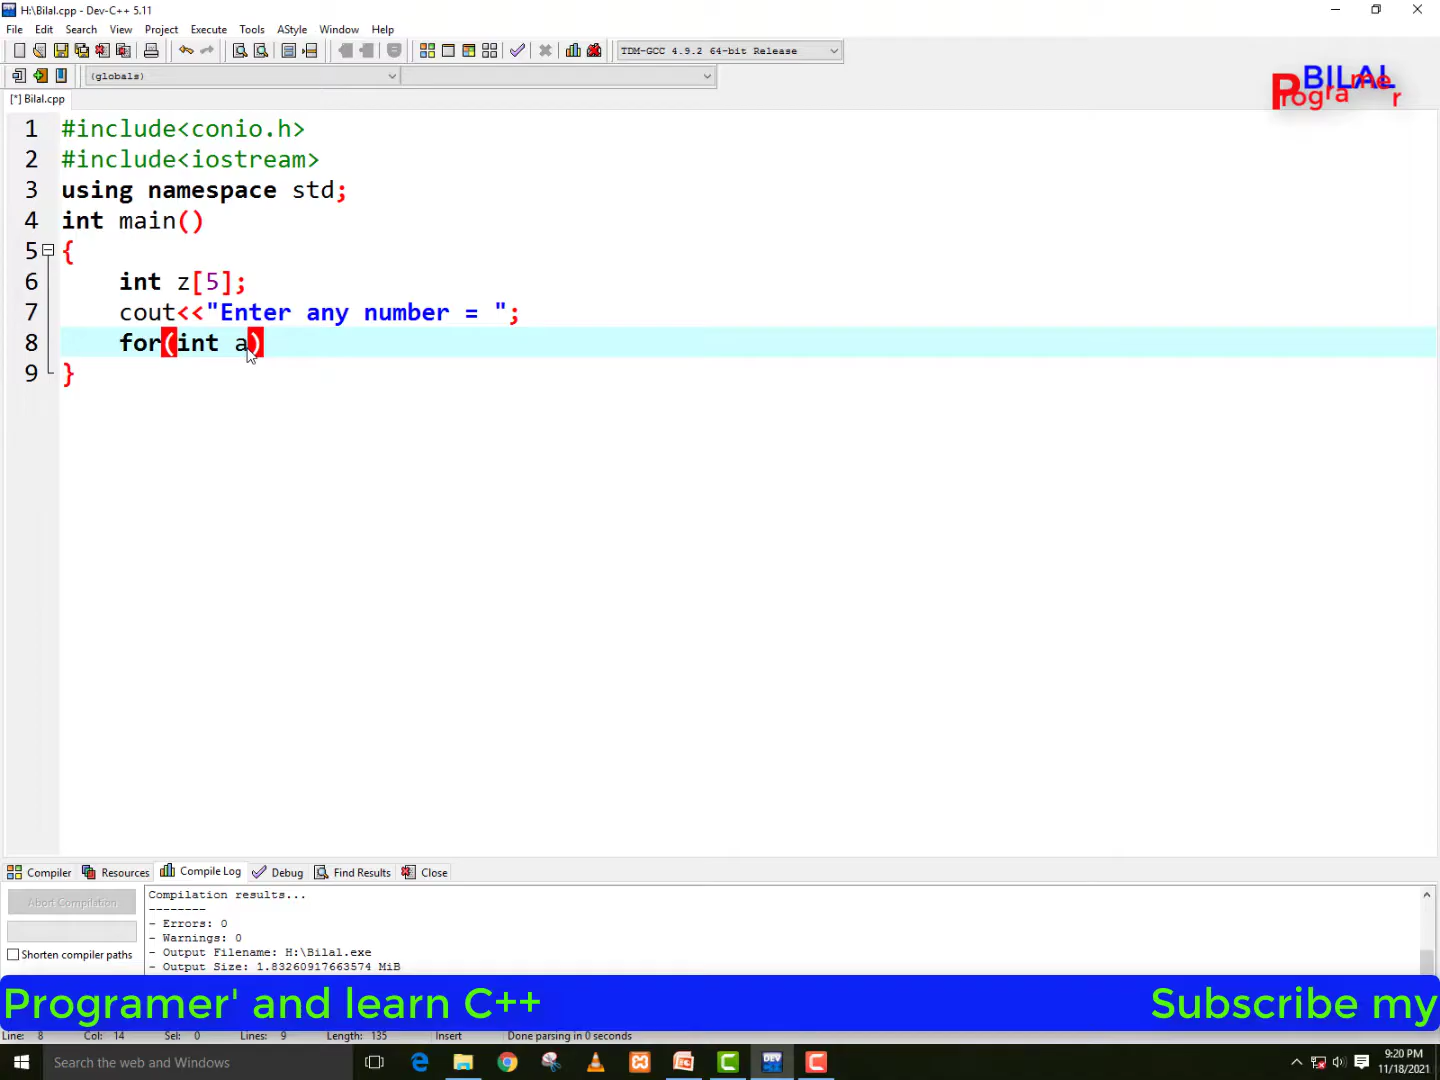 H:\Bilal.cpp - Dev-C++ 5.11
File Edit Search View Project Execute Tools AStyle Window Help
TDM-GCC 4.9.2 64-bit Release
(globals)
[*] Bilal.cpp
BILAL
Programer
1 #include<conio.h>
2 #include<iostream>
3 using namespace std;
4 int main()
5 {
6 int z[5];
7 cout<<"Enter any number = ";
8 for(int a)
9 }
Compiler Resources Compile Log Debug Find Results Close
Abort Compilation
Shorten compiler paths
Compilation results...
--------
- Errors: 0
- Warnings: 0
- Output Filename: H:\Bilal.exe
- Output Size: 1.83260917663574 MiB
Programer' and learn C++ Subscribe my
Line: 8 Col: 14 Sel: 0 Lines: 9 Length: 135 Insert Done parsing in 0 seconds
Search the web and Windows
DEV
9:20 PM
11/18/2021